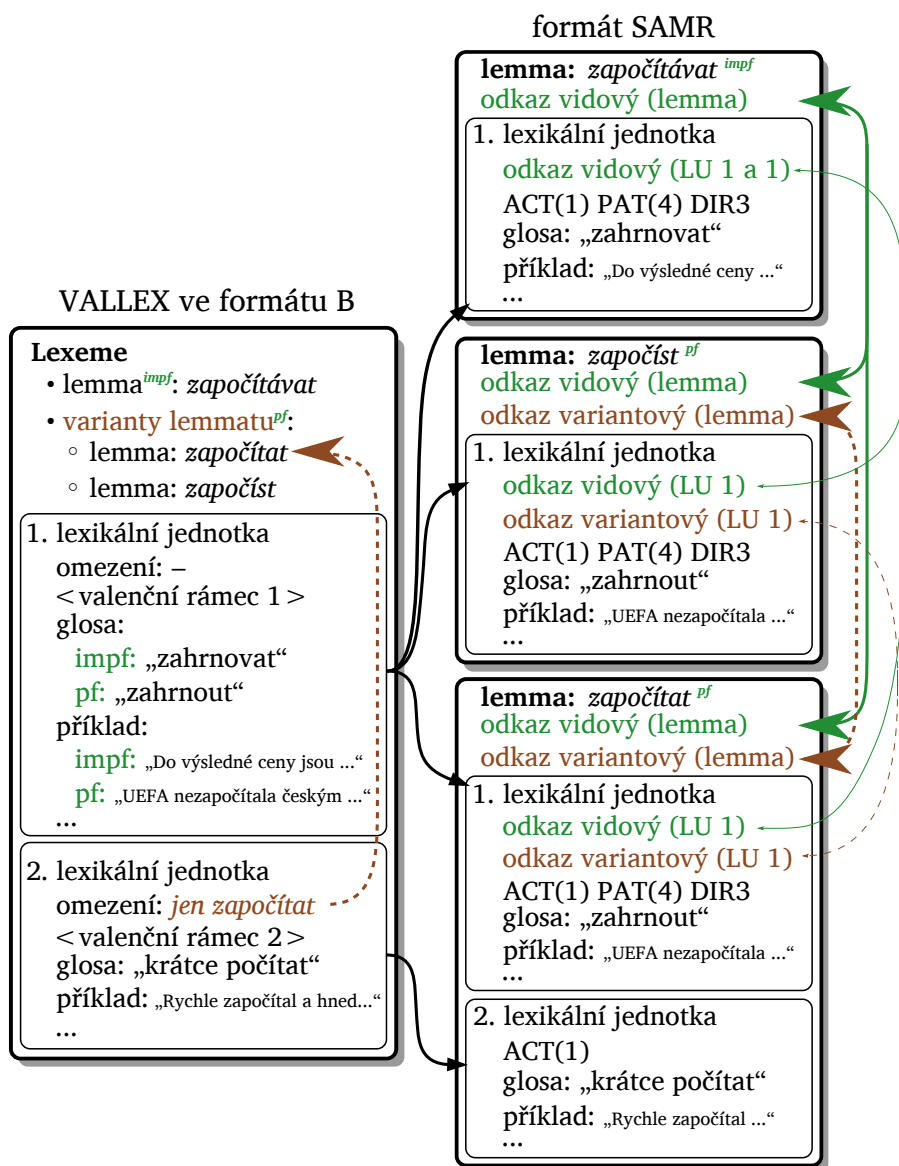 VALLEX ve formátu B
Lexeme
• lemma^impf: započítávat
• varianty lemmatu^pf:
◦ lemma: započítat
◦ lemma: započíst
1. lexikální jednotka
omezení: –
<valenční rámec 1>
glosa:
impf: „zahrnovat“
pf: „zahrnout“
příklad:
impf: „Do výsledné ceny jsou ...“
pf: „UEFA nezapočítala českým ...“
...
2. lexikální jednotka
omezení: jen započítat
<valenční rámec 2>
glosa: „krátce počítat“
příklad: „Rychle započítal a hned...“
...
formát SAMR
lemma: započítávat impf
odkaz vidový (lemma)
1. lexikální jednotka
odkaz vidový (LU 1 a 1)
ACT(1) PAT(4) DIR3
glosa: „zahrnovat“
příklad: „Do výsledné ceny ...“
...
lemma: započíst pf
odkaz vidový (lemma)
odkaz variantový (lemma)
1. lexikální jednotka
odkaz vidový (LU 1)
odkaz variantový (LU 1)
ACT(1) PAT(4) DIR3
glosa: „zahrnout“
příklad: „UEFA nezapočítala ...“
...
lemma: započítat pf
odkaz vidový (lemma)
odkaz variantový (lemma)
1. lexikální jednotka
odkaz vidový (LU 1)
odkaz variantový (LU 1)
ACT(1) PAT(4) DIR3
glosa: „zahrnout“
příklad: „UEFA nezapočítala ...“
...
2. lexikální jednotka
ACT(1)
glosa: „krátce počítat“
příklad: „Rychle započítal ...“
...